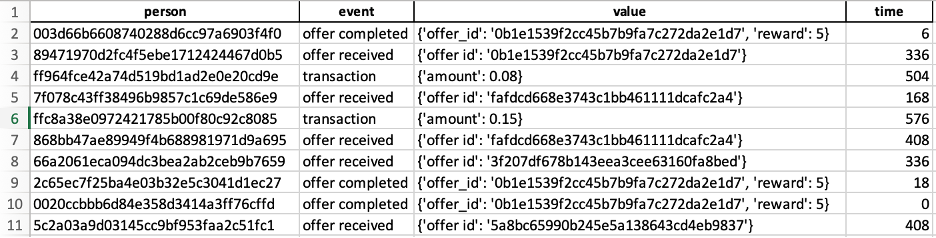 1 person event value time
2 003d66b6608740288d6cc97a6903f4f0 offer completed {'offer_id': '0b1e1539f2cc45b7b9fa7c272da2e1d7', 'reward': 5} 6
3 89471970d2fc4f5ebe1712424467d0b5 offer received {'offer id': '0b1e1539f2cc45b7b9fa7c272da2e1d7'} 336
4 ff964fce42a74d519bd1ad2e0e20cd9e transaction {'amount': 0.08} 504
5 7f078c43ff38496b9857c1c69de586e9 offer received {'offer id': 'fafdcd668e3743c1bb461111dcafc2a4'} 168
6 ffc8a38e0972421785b00f80c92c8085 transaction {'amount': 0.15} 576
7 868bb47ae89949f4b688981971d9a695 offer received {'offer id': 'fafdcd668e3743c1bb461111dcafc2a4'} 408
8 66a2061eca094dc3bea2ab2ceb9b7659 offer received {'offer id': '3f207df678b143eea3cee63160fa8bed'} 336
9 2c65ec7f25ba4e03b32e5c3041d1ec27 offer completed {'offer_id': '0b1e1539f2cc45b7b9fa7c272da2e1d7', 'reward': 5} 18
10 0020ccbbb6d84e358d3414a3ff76cffd offer completed {'offer_id': '0b1e1539f2cc45b7b9fa7c272da2e1d7', 'reward': 5} 0
11 5c2a03a9d03145cc9bf953faa2c51fc1 offer received {'offer id': '5a8bc65990b245e5a138643cd4eb9837'} 408